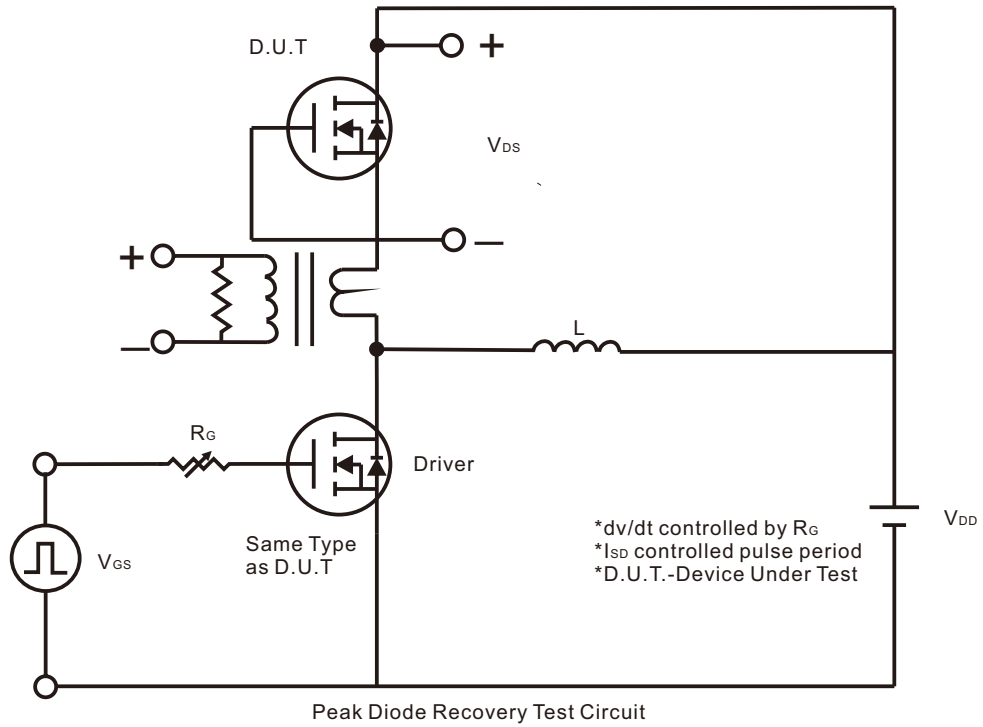 D.U.T
+
VDS
—
+
—
L
RG
Driver
VGS
Same Type
as D.U.T
*dv/dt controlled by RG
*ISD controlled pulse period
*D.U.T.-Device Under Test
VDD
Peak Diode Recovery Test Circuit